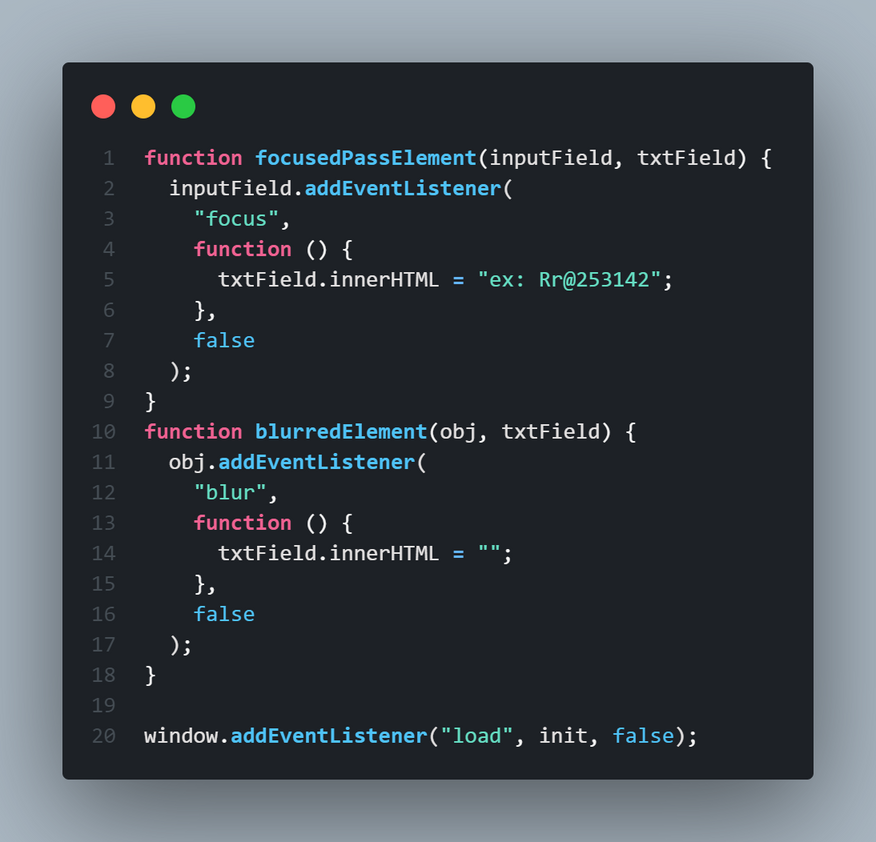 1 function focusedPassElement(inputField, txtField) {
2   inputField.addEventListener(
3     "focus",
4     function () {
5       txtField.innerHTML = "ex: Rr@253142";
6     },
7     false
8   );
9 }
10 function blurredElement(obj, txtField) {
11   obj.addEventListener(
12     "blur",
13     function () {
14       txtField.innerHTML = "";
15     },
16     false
17   );
18 }
19
20 window.addEventListener("load", init, false);